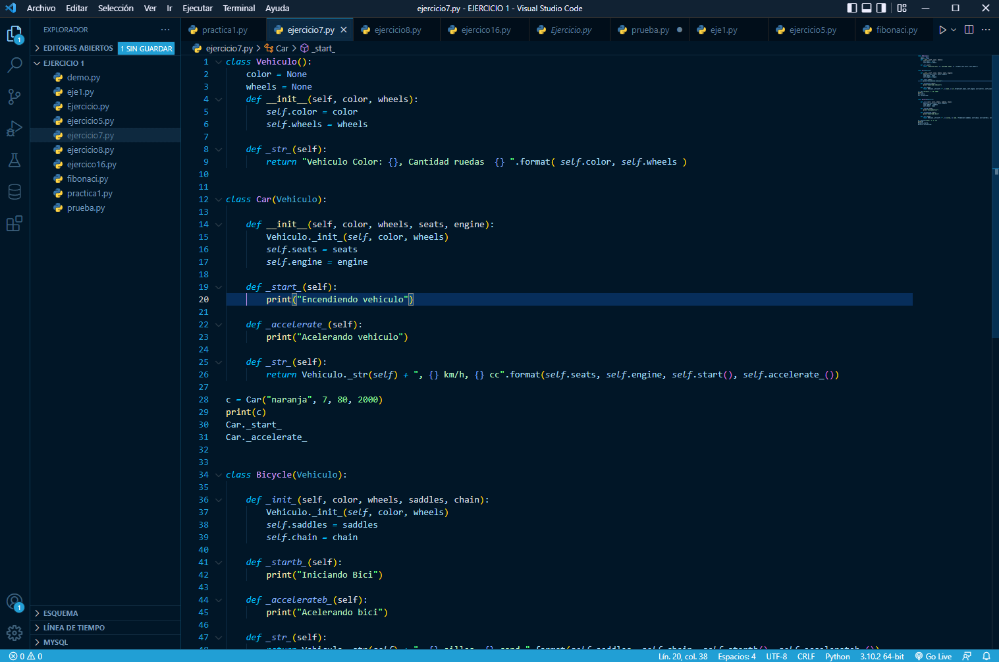 Archivo Editar Selección Ver Ir Ejecutar Terminal Ayuda
ejercicio7.py - EJERCICIO 1 - Visual Studio Code
EXPLORADOR
practica1.py ejercicio7.py ejercicio8.py ejercico16.py Ejercicio.py prueba.py eje1.py ejercicio5.py fibonaci.py
EDITORES ABIERTOS 1 SIN GUARDAR
ejercicio7.py > Car > _start_
EJERCICIO 1
demo.py
eje1.py
Ejercicio.py
ejercicio5.py
ejercicio7.py
ejercicio8.py
ejercico16.py
fibonaci.py
practica1.py
prueba.py
1 class Vehiculo():
2     color = None
3     wheels = None
4     def __init__(self, color, wheels):
5         self.color = color
6         self.wheels = wheels
7
8     def _str_(self):
9         return "Vehiculo Color: {}, Cantidad ruedas  {} ".format( self.color, self.wheels )
10
11
12 class Car(Vehiculo):
13
14     def __init__(self, color, wheels, seats, engine):
15         Vehiculo._init_(self, color, wheels)
16         self.seats = seats
17         self.engine = engine
18
19     def _start_(self):
20         print("Encendiendo vehiculo")
21
22     def _accelerate_(self):
23         print("Acelerando vehiculo")
24
25     def _str_(self):
26         return Vehiculo._str(self) + ", {} km/h, {} cc".format(self.seats, self.engine, self.start(), self.accelerate_())
27
28 c = Car("naranja", 7, 80, 2000)
29 print(c)
30 Car._start_
31 Car._accelerate_
32
33
34 class Bicycle(Vehiculo):
35
36     def _init_(self, color, wheels, saddles, chain):
37         Vehiculo._init_(self, color, wheels)
38         self.saddles = saddles
39         self.chain = chain
40
41     def _startb_(self):
42         print("Iniciando Bici")
43
44     def _accelerateb_(self):
45         print("Acelerando bici")
46
47     def _str_(self):
ESQUEMA
LÍNEA DE TIEMPO
MYSQL
1
1
0 0 Lín. 20, col. 38 Espacios: 4 UTF-8 CRLF Python 3.10.2 64-bit Go Live